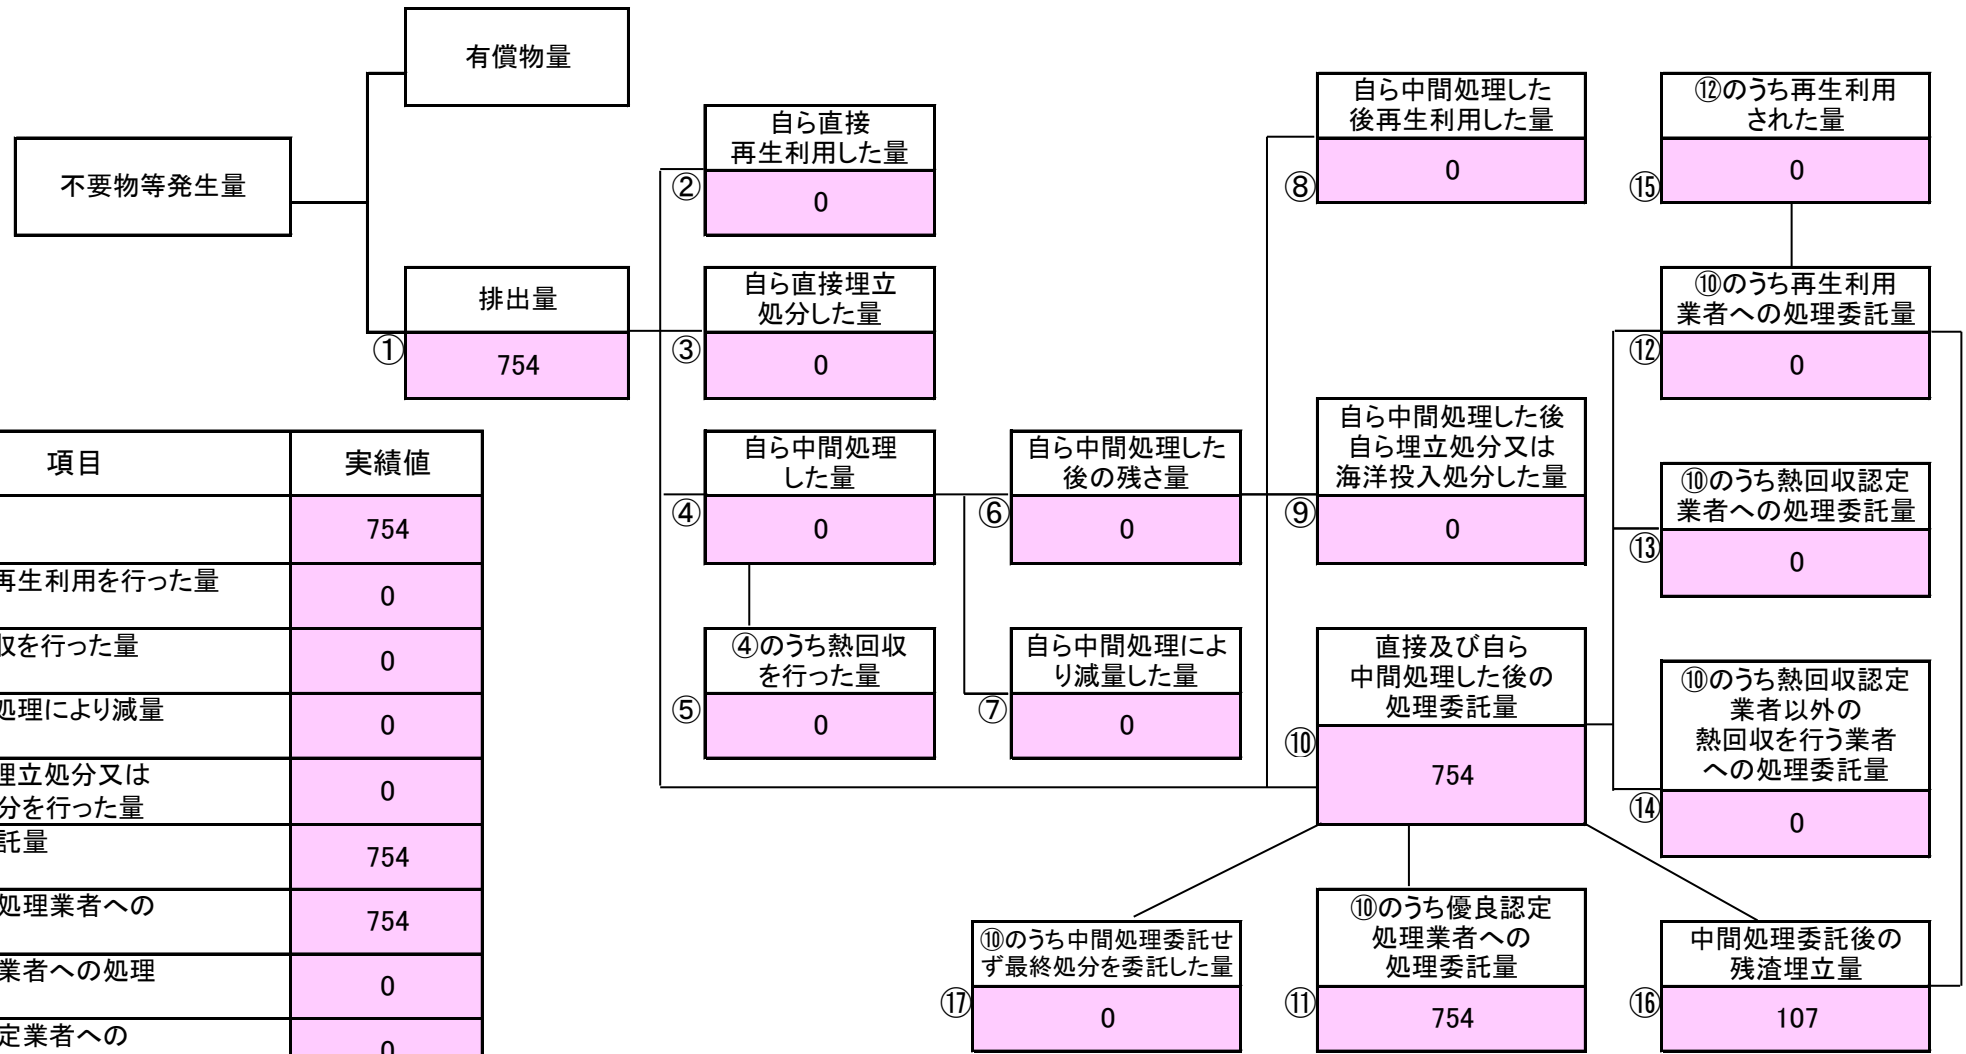 有償物量
不要物等発生量
排出量
①
754
自ら直接
再生利用した量
②
0
自ら直接埋立
処分した量
③
0
自ら中間処理
した量
④
0
④のうち熱回収
を行った量
⑤
0
自ら中間処理した
後の残さ量
⑥
0
自ら中間処理によ
り減量した量
⑦
0
自ら中間処理した
後再生利用した量
⑧
0
自ら中間処理した後
自ら埋立処分又は
海洋投入処分した量
⑨
0
直接及び自ら
中間処理した後の
処理委託量
⑩
754
⑫のうち再生利用
された量
⑮
0
⑩のうち再生利用
業者への処理委託量
⑫
0
⑩のうち熱回収認定
業者への処理委託量
⑬
0
⑩のうち熱回収認定
業者以外の
熱回収を行う業者
への処理委託量
⑭
0
⑩のうち中間処理委託せ
ず最終処分を委託した量
⑰
0
⑩のうち優良認定
処理業者への
処理委託量
⑪
754
中間処理委託後の
残渣埋立量
⑯
107
項目 実績値
754
再生利用を行った量
0
を行った量
0
処理により減量
0
埋立処分又は
分を行った量
0
託量
754
処理業者への
754
業者への処理
0
定業者への
0